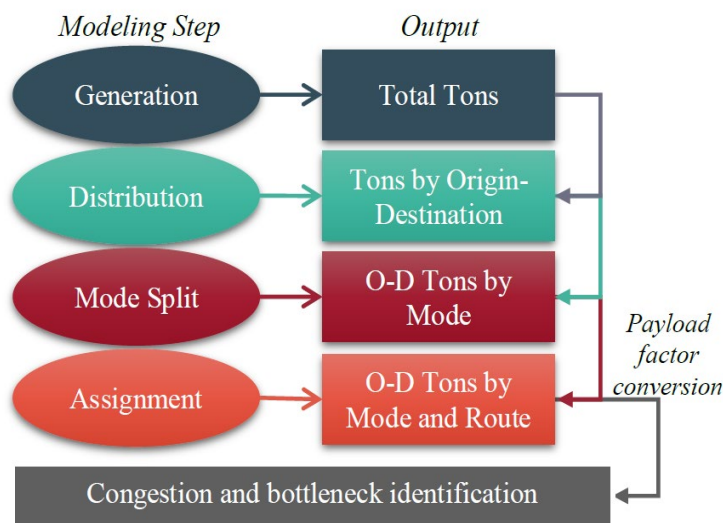 Modeling Step
Output
Generation
Total Tons
Distribution
Tons by Origin-
Destination
Mode Split
O-D Tons by
Mode
Payload
factor
conversion
Assignment
O-D Tons by
Mode and Route
Congestion and bottleneck identification